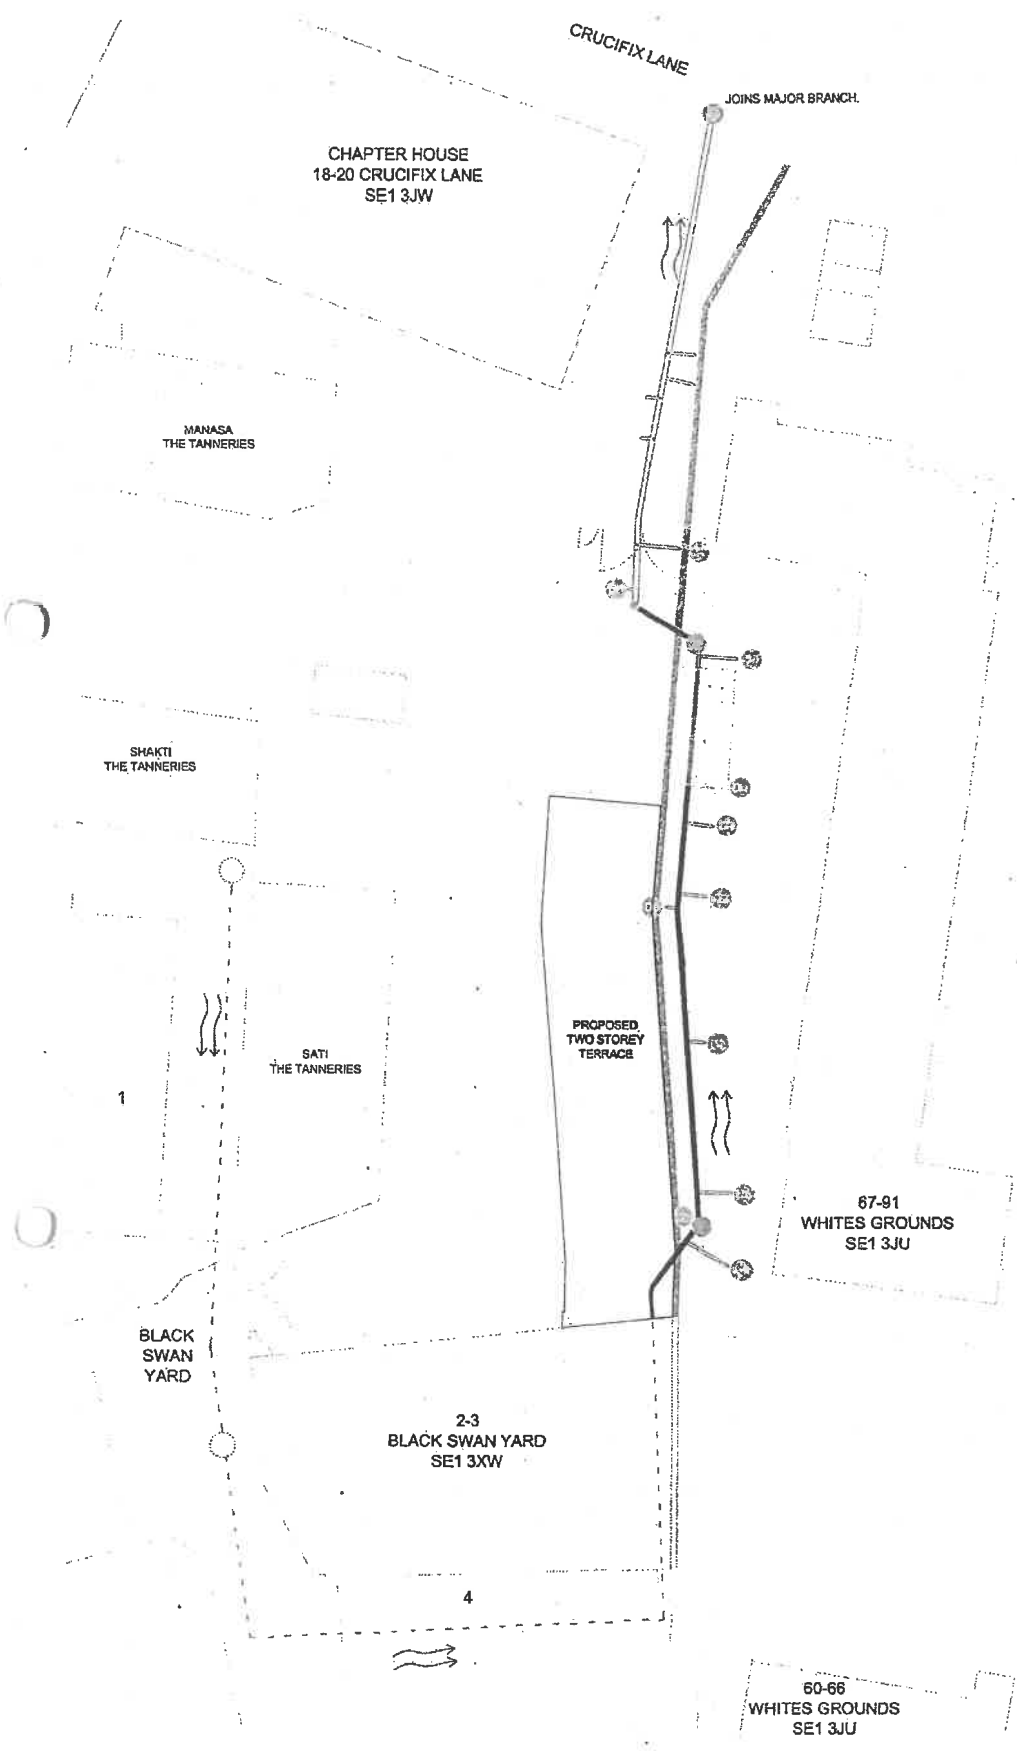 CRUCIFIX LANE
JOINS MAJOR BRANCH.
CHAPTER HOUSE
18-20 CRUCIFIX LANE
SE1 3JW
MANASA
THE TANNERIES
SHAKTI
THE TANNERIES
PROPOSED
TWO STOREY
TERRACE
SATI
THE TANNERIES
1
67-91
WHITES GROUNDS
SE1 3JU
BLACK
SWAN
YARD
2-3
BLACK SWAN YARD
SE1 3XW
4
60-66
WHITES GROUNDS
SE1 3JU